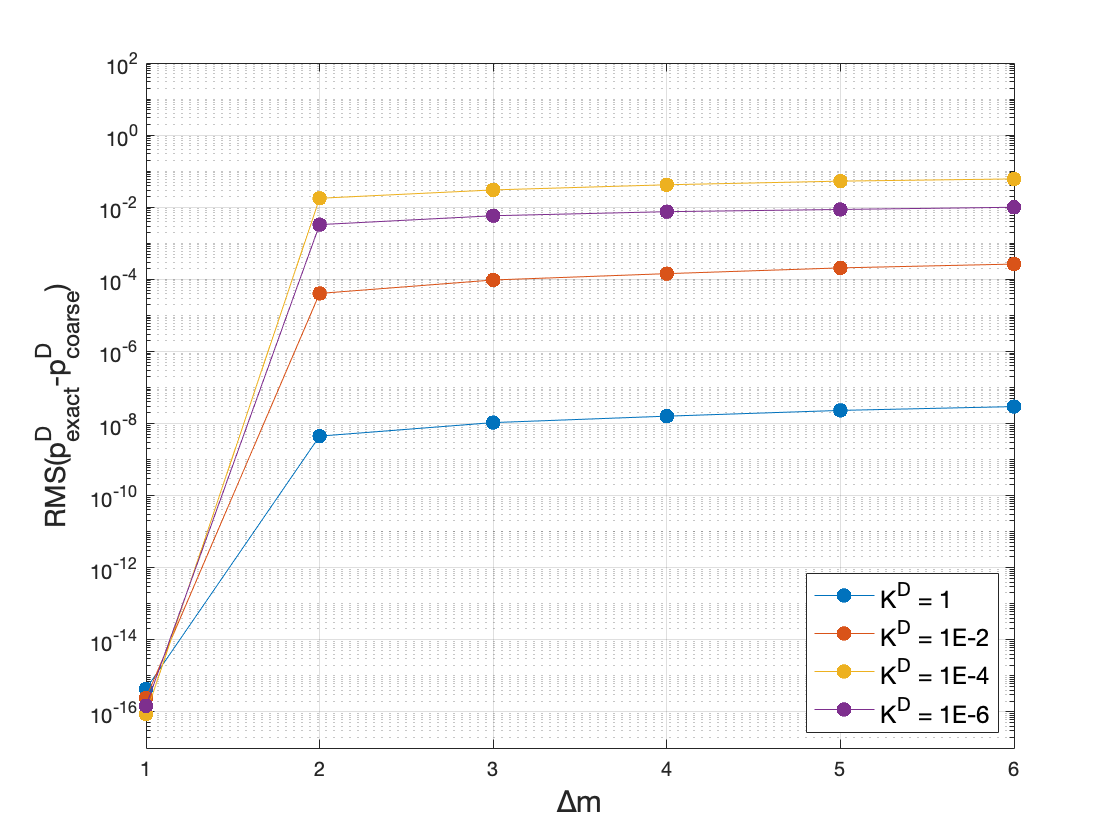 10^2
10^0
10^-2
10^-4
10^-6
10^-8
10^-10
10^-12
10^-14
10^-16
RMS(p^D_exact-p^D_coarse)
1 2 3 4 5 6
Δm
K^D = 1
K^D = 1E-2
K^D = 1E-4
K^D = 1E-6